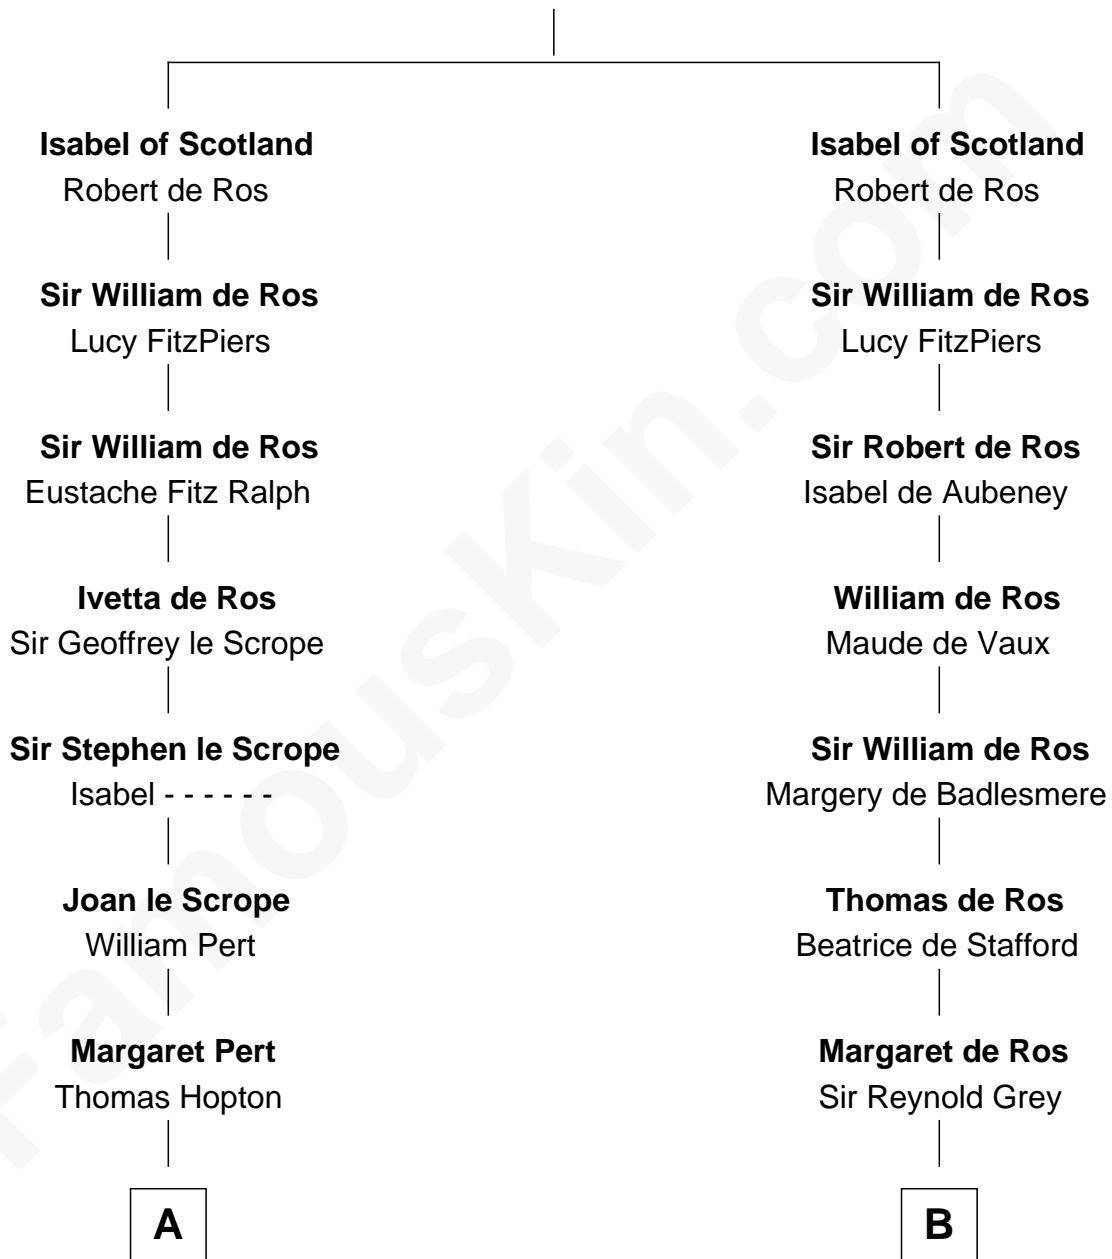 Isabel of Scotland
Robert de Ros
Sir William de Ros
Lucy FitzPiers
Sir William de Ros
Eustache Fitz Ralph
Ivetta de Ros
Sir Geoffrey le Scrope
Sir Stephen le Scrope
Isabel - - - - - -
Joan le Scrope
William Pert
Margaret Pert
Thomas Hopton
A
Isabel of Scotland
Robert de Ros
Sir William de Ros
Lucy FitzPiers
Sir Robert de Ros
Isabel de Aubeney
William de Ros
Maude de Vaux
Sir William de Ros
Margery de Badlesmere
Thomas de Ros
Beatrice de Stafford
Margaret de Ros
Sir Reynold Grey
B
FamousKin.com